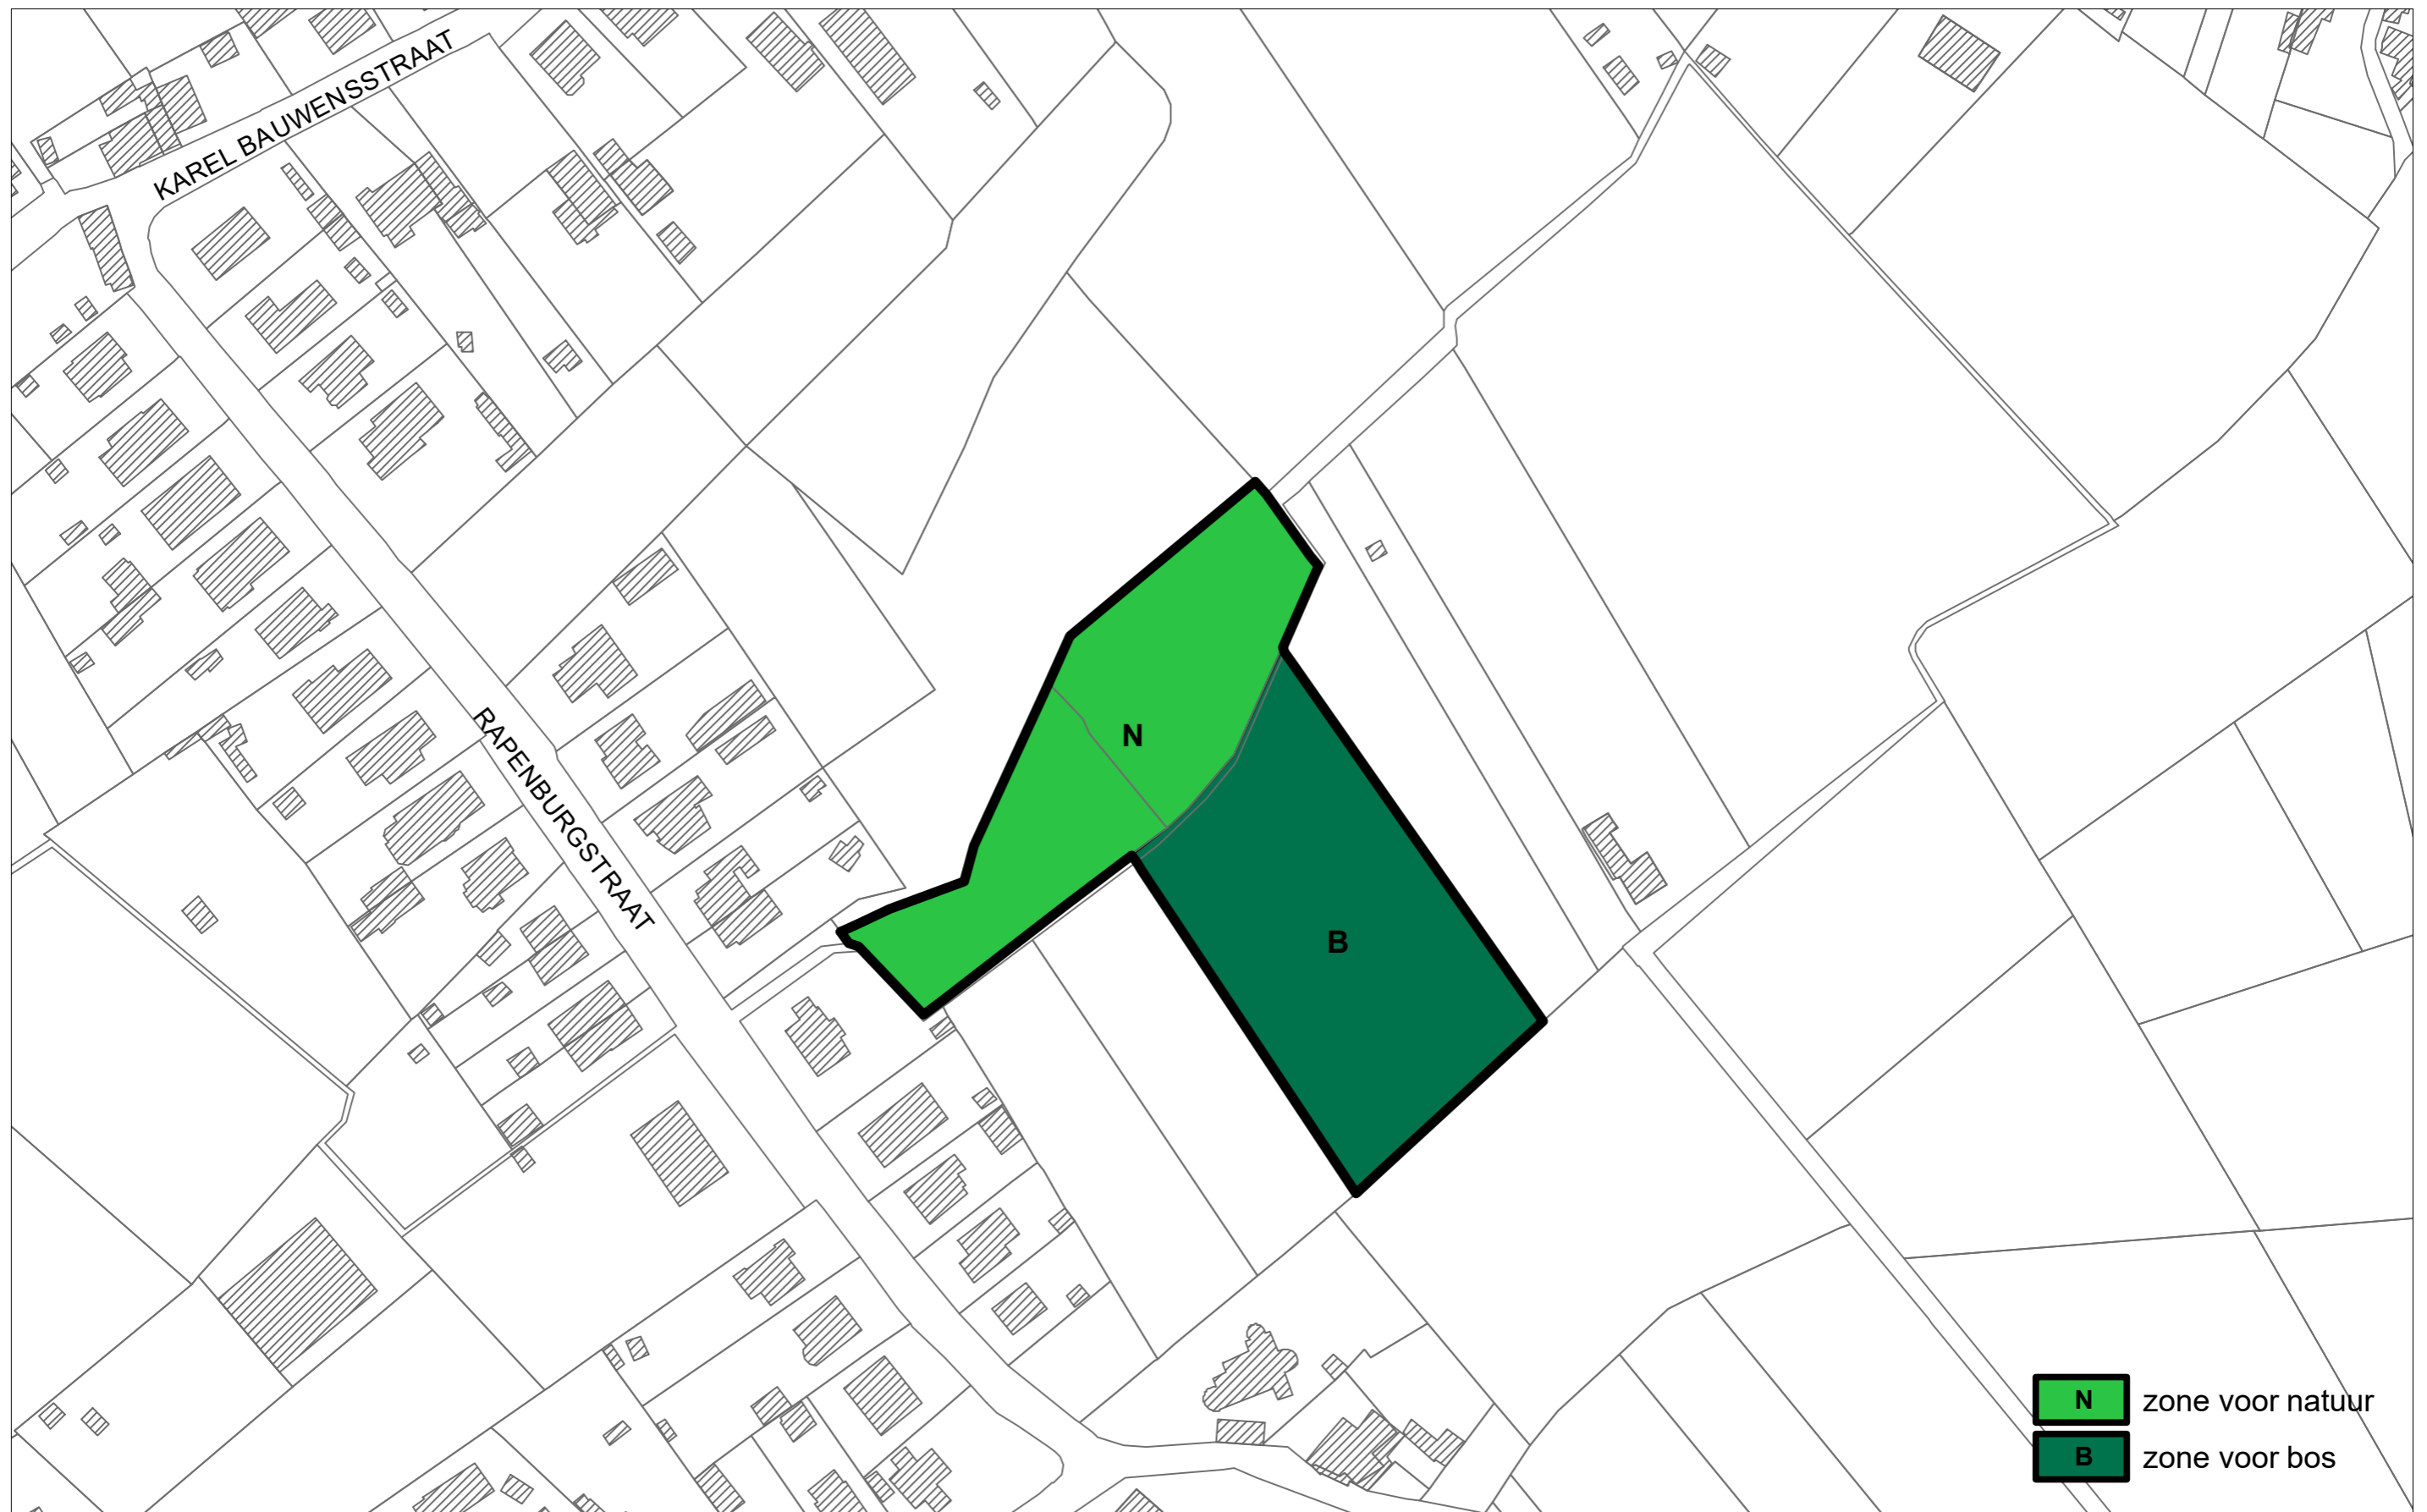 KAREL BAUWENSSTRAAT
RAPENBURGSTRAAT
N
B
N zone voor natuur
B zone voor bos